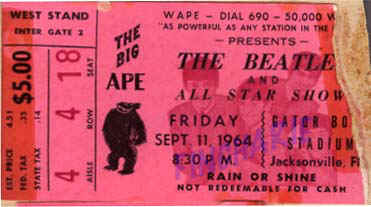 WEST STAND
ENTER GATE 2
$5.00
4.51 .35 .14
EST. PRICE FED. TAX STATE TAX
4 4 18
AISLE ROW SEAT
THE BIG APE
WAPE - DIAL 690 - 50,000 W
"AS POWERFUL AS ANY STATION IN THE
- PRESENTS -
THE BEATLE
AND
ALL STAR SHOW
FRIDAY
SEPT. 11, 1964
8:30 P.M.
GATOR BO
STADIUM
Jacksonville, Fl
RAIN OR SHINE
NOT REDEEMABLE FOR CASH